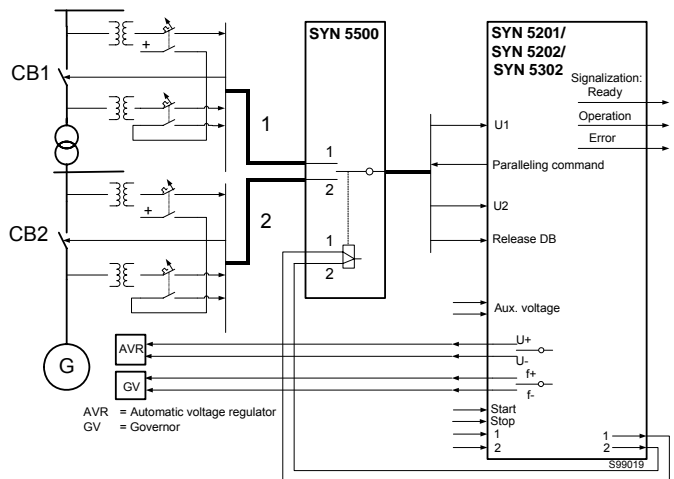 CB1
+
CB2
+
G
1
2
SYN 5500
1
2
1
2
SYN 5201/
SYN 5202/
SYN 5302
Signalization:
Ready
Operation
Error
U1
Paralleling command
U2
Release DB
Aux. voltage
U+
U-
f+
f-
Start
Stop
1
2
1
2
S99019
AVR
GV
AVR = Automatic voltage regulator
GV = Governor